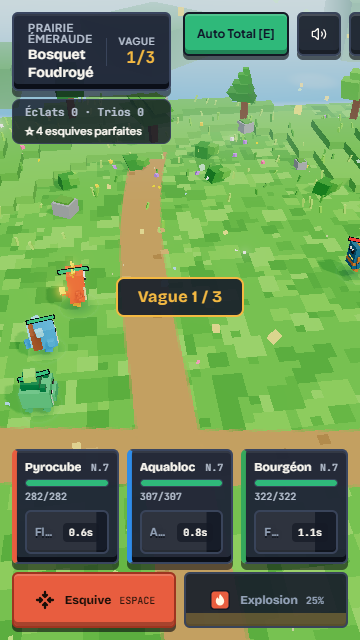 PRAIRIE
ÉMERAUDE
Bosquet
Foudroyé
VAGUE
1/3
Auto Total [E]
Éclats 0 · Trios 0
★ 4 esquives parfaites
Vague 1 / 3
Pyrocube N.7
282/282
Fl... 0.6s
Aquabloc N.7
307/307
A... 0.8s
Bourgéon N.7
322/322
F... 1.1s
Esquive ESPACE
Explosion 25%